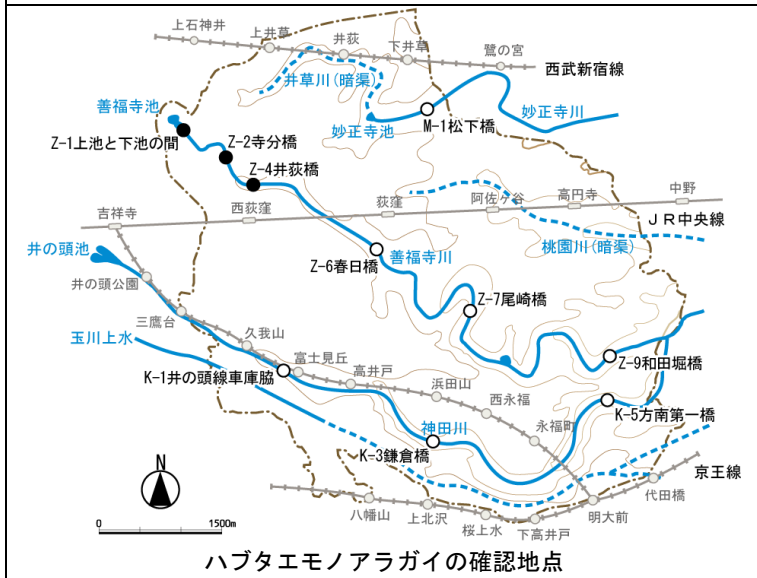 上石神井
上井草
井荻
下井草
鷺の宮
西武新宿線
井草川(暗渠)
善福寺池
妙正寺池
M-1松下橋
妙正寺川
Z-1上池と下池の間
Z-2寺分橋
Z-4井荻橋
吉祥寺
西荻窪
荻窪
阿佐ヶ谷
高円寺
中野
JR中央線
桃園川(暗渠)
井の頭池
井の頭公園
Z-6春日橋
善福寺川
Z-7尾崎橋
三鷹台
玉川上水
久我山
富士見丘
高井戸
K-1井の頭線車庫脇
浜田山
西永福
永福町
Z-9和田堀橋
K-5方南第一橋
神田川
K-3鎌倉橋
京王線
N
0
1500m
八幡山
上北沢
桜上水
下高井戸
明大前
代田橋
ハブタエモノアラガイの確認地点